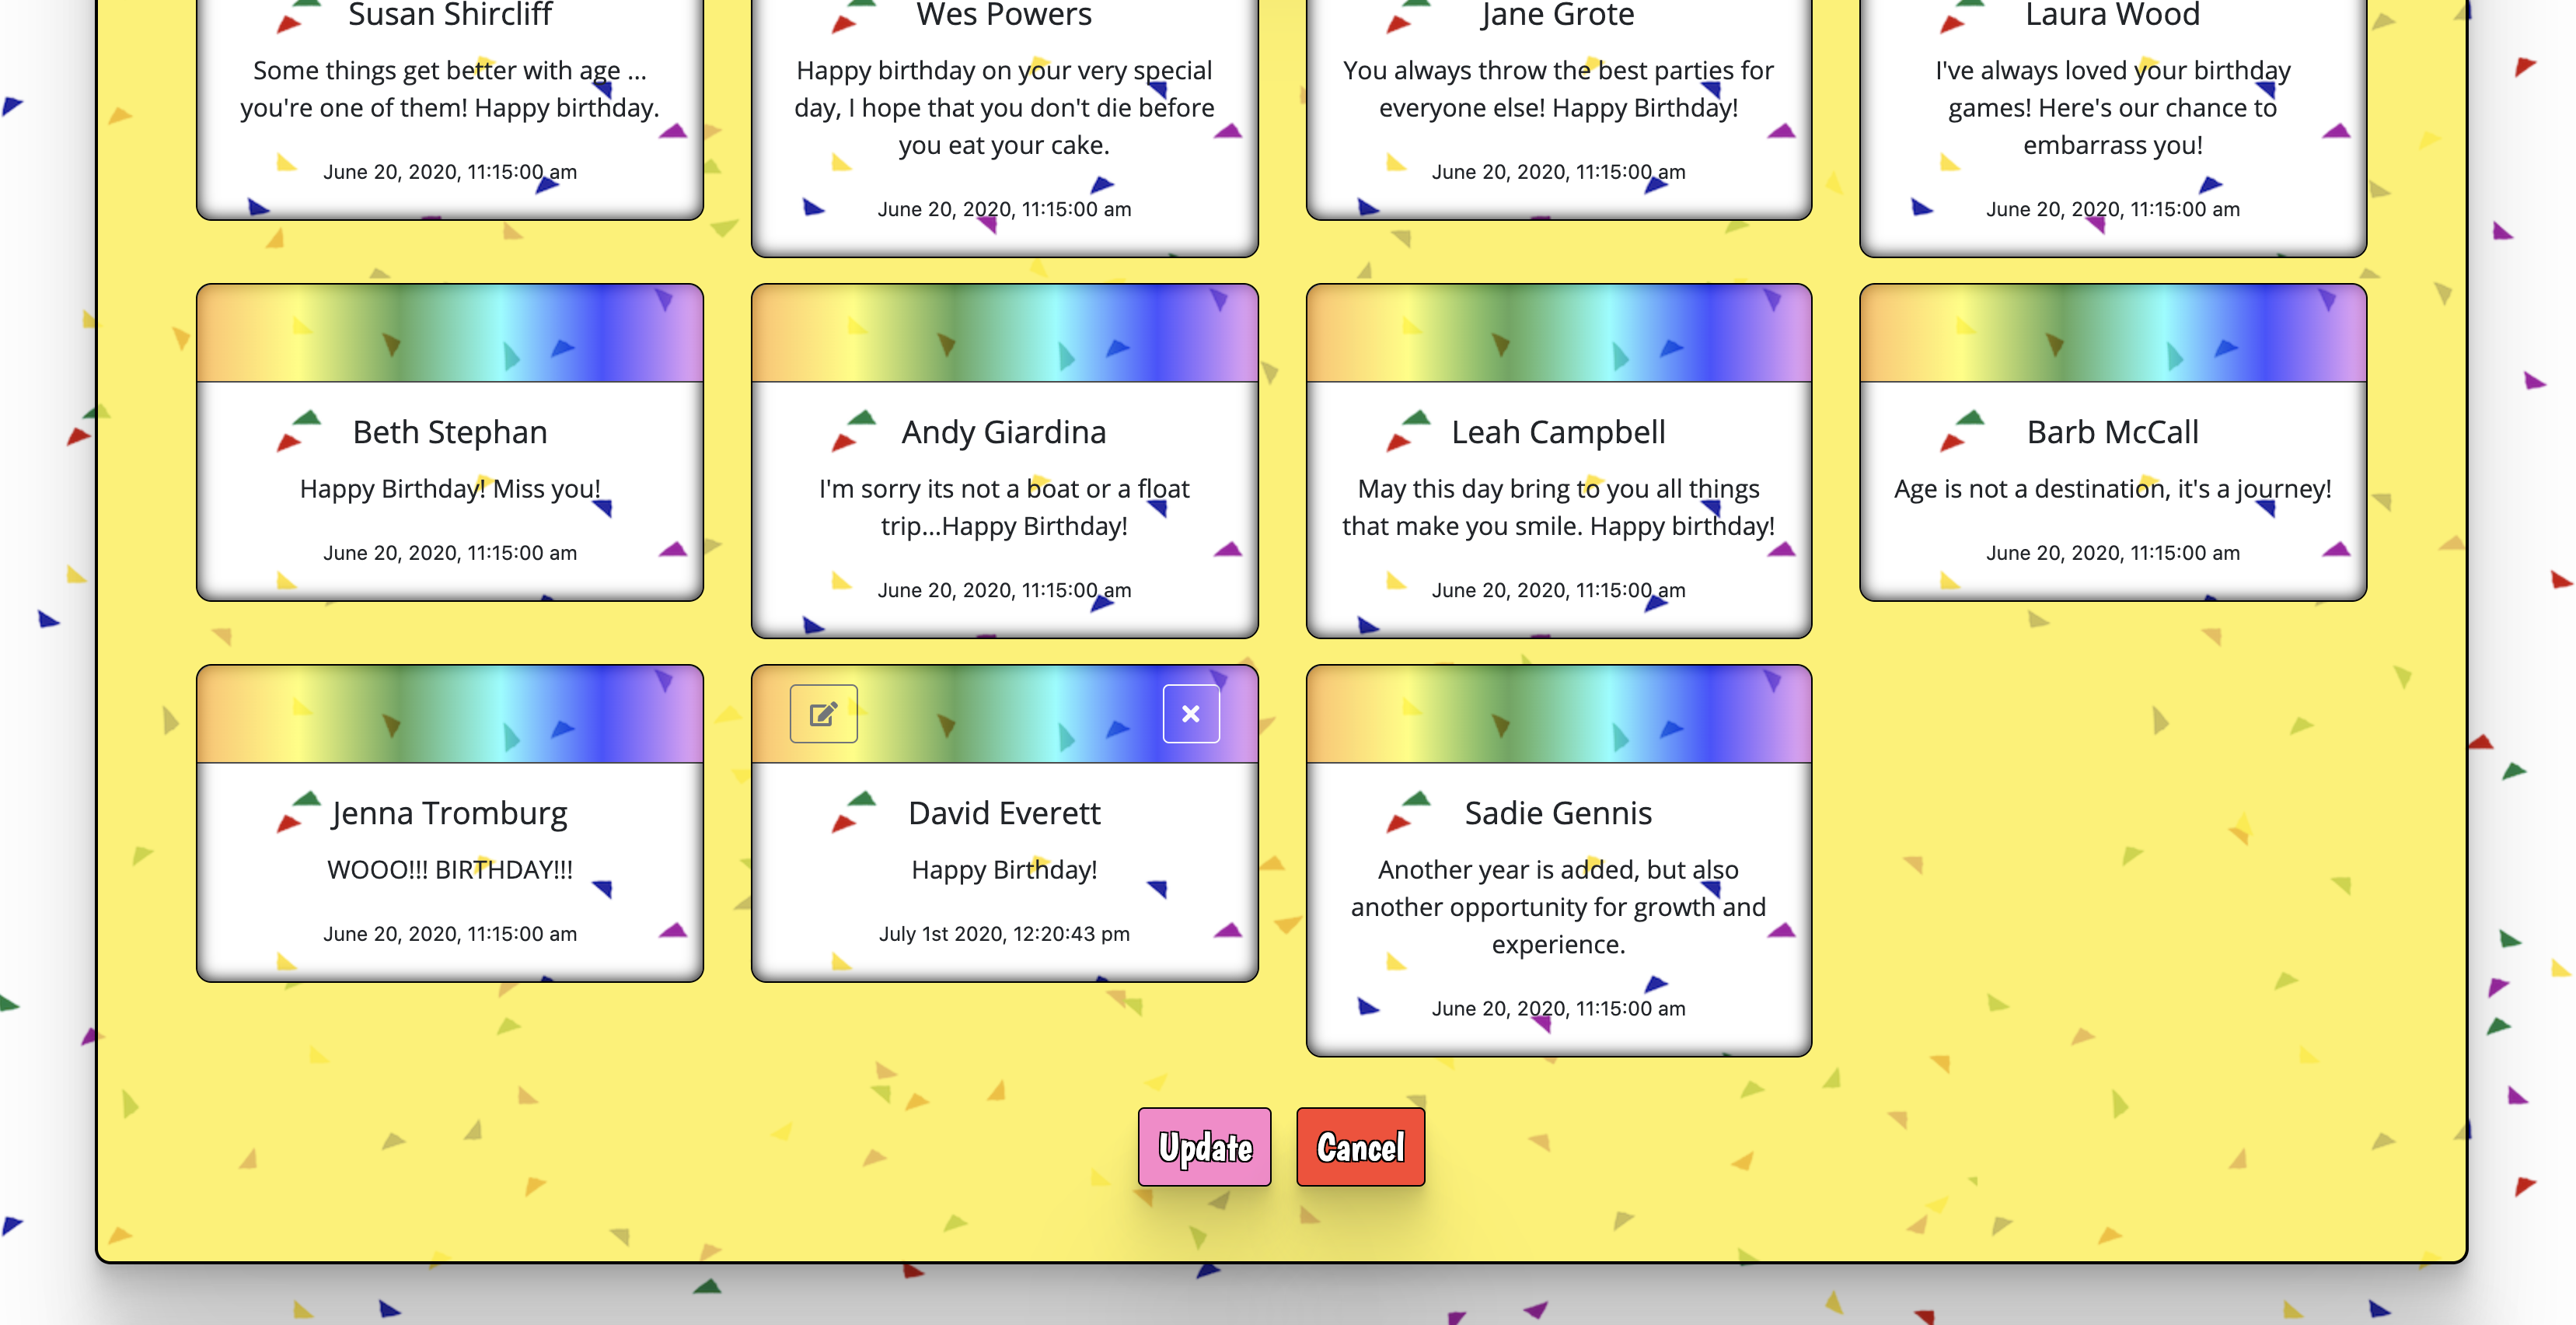 Susan Shircliff
Some things get better with age ...
you're one of them! Happy birthday.
June 20, 2020, 11:15:00 am
Wes Powers
Happy birthday on your very special
day, I hope that you don't die before
you eat your cake.
June 20, 2020, 11:15:00 am
Jane Grote
You always throw the best parties for
everyone else! Happy Birthday!
June 20, 2020, 11:15:00 am
Laura Wood
I've always loved your birthday
games! Here's our chance to
embarrass you!
June 20, 2020, 11:15:00 am
Beth Stephan
Happy Birthday! Miss you!
June 20, 2020, 11:15:00 am
Andy Giardina
I'm sorry its not a boat or a float
trip...Happy Birthday!
June 20, 2020, 11:15:00 am
Leah Campbell
May this day bring to you all things
that make you smile. Happy birthday!
June 20, 2020, 11:15:00 am
Barb McCall
Age is not a destination, it's a journey!
June 20, 2020, 11:15:00 am
Jenna Tromburg
WOOO!!! BIRTHDAY!!!
June 20, 2020, 11:15:00 am
David Everett
Happy Birthday!
July 1st 2020, 12:20:43 pm
Sadie Gennis
Another year is added, but also
another opportunity for growth and
experience.
June 20, 2020, 11:15:00 am
Update
Cancel